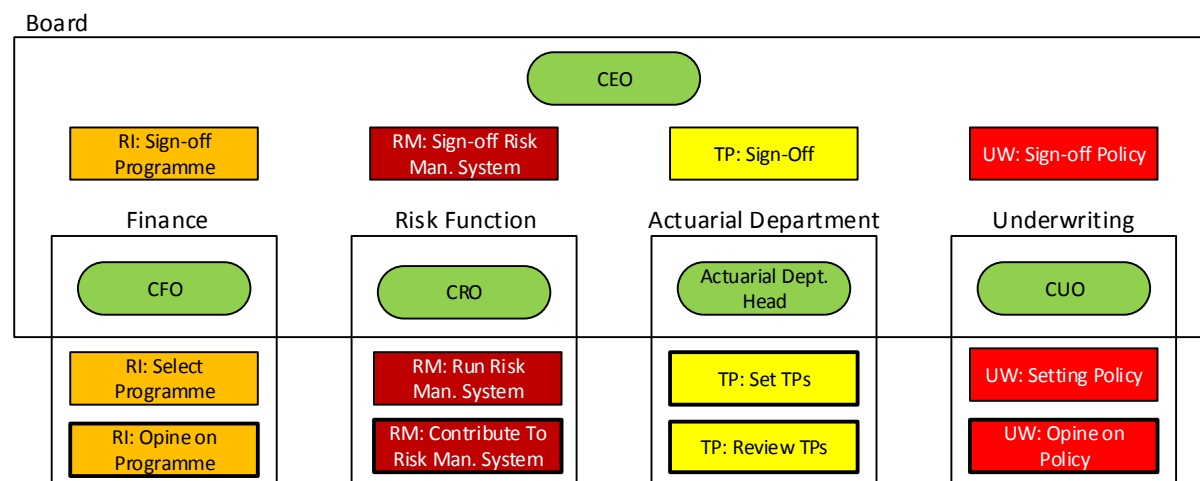 Board
CEO
RI: Sign-off
Programme
RM: Sign-off Risk
Man. System
TP: Sign-Off
UW: Sign-off Policy
Finance
Risk Function
Actuarial Department
Underwriting
CFO
CRO
Actuarial Dept.
Head
CUO
RI: Select
Programme
RM: Run Risk
Man. System
TP: Set TPs
UW: Setting Policy
RI: Opine on
Programme
RM: Contribute To
Risk Man. System
TP: Review TPs
UW: Opine on
Policy